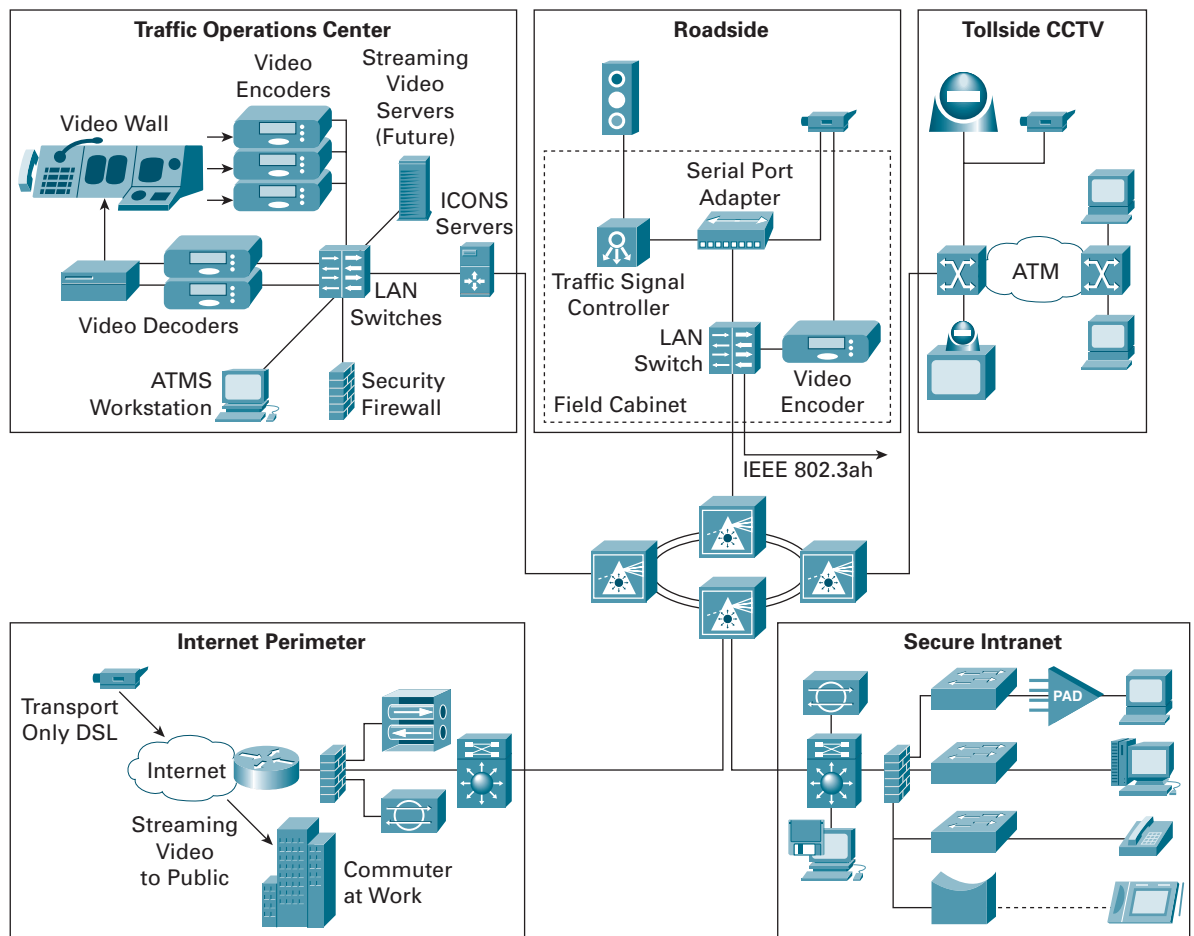 Traffic Operations Center
Video
Encoders
Streaming
Video
Servers
(Future)
Video Wall
ICONS
Servers
LAN
Switches
Video Decoders
ATMS
Workstation
Security
Firewall
Roadside
Serial Port
Adapter
Traffic Signal
Controller
LAN
Switch
Video
Encoder
Field Cabinet
IEEE 802.3ah
Tollside CCTV
ATM
Internet Perimeter
Transport
Only DSL
Internet
Streaming
Video
to Public
Commuter
at Work
Secure Intranet
PAD